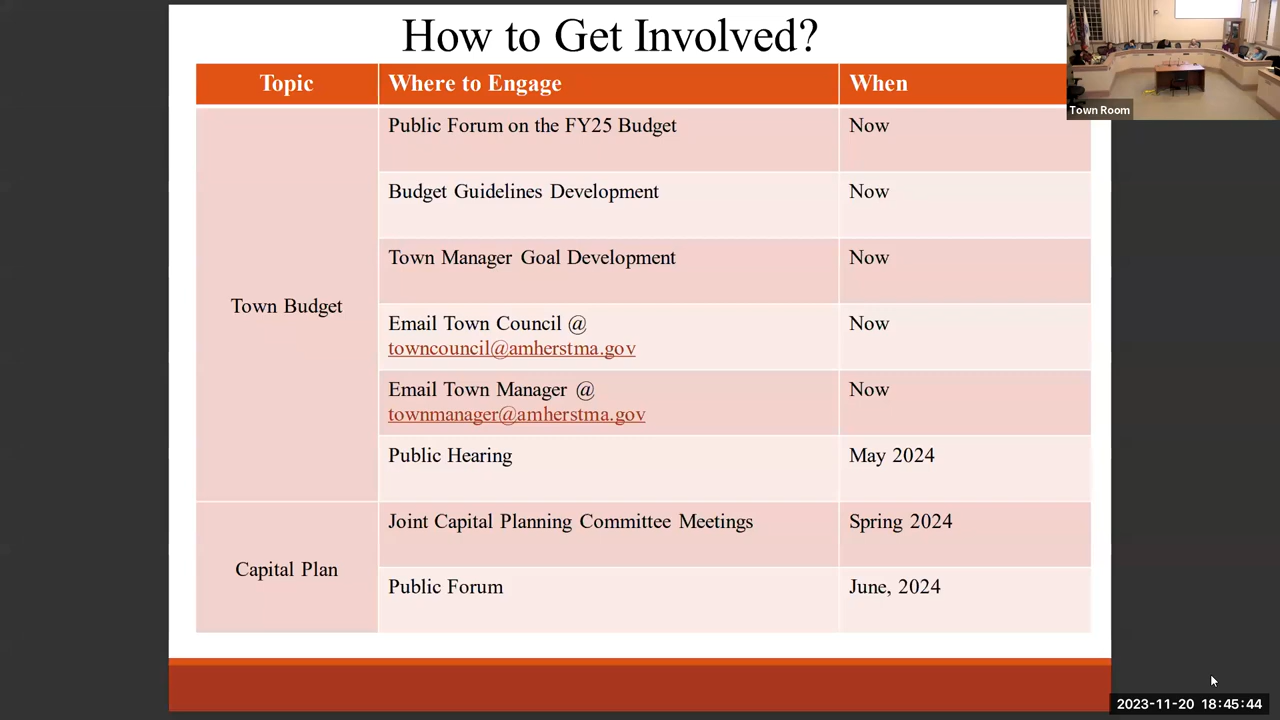 How to Get Involved?
Topic Where to Engage When
Public Forum on the FY25 Budget Now
Budget Guidelines Development Now
Town Manager Goal Development Now
Town Budget
Email Town Council @ Now
towncouncil@amherstma.gov
Email Town Manager @ Now
townmanager@amherstma.gov
Public Hearing May 2024
Joint Capital Planning Committee Meetings Spring 2024
Capital Plan
Public Forum June, 2024
Town Room
2023-11-20 18:45:44